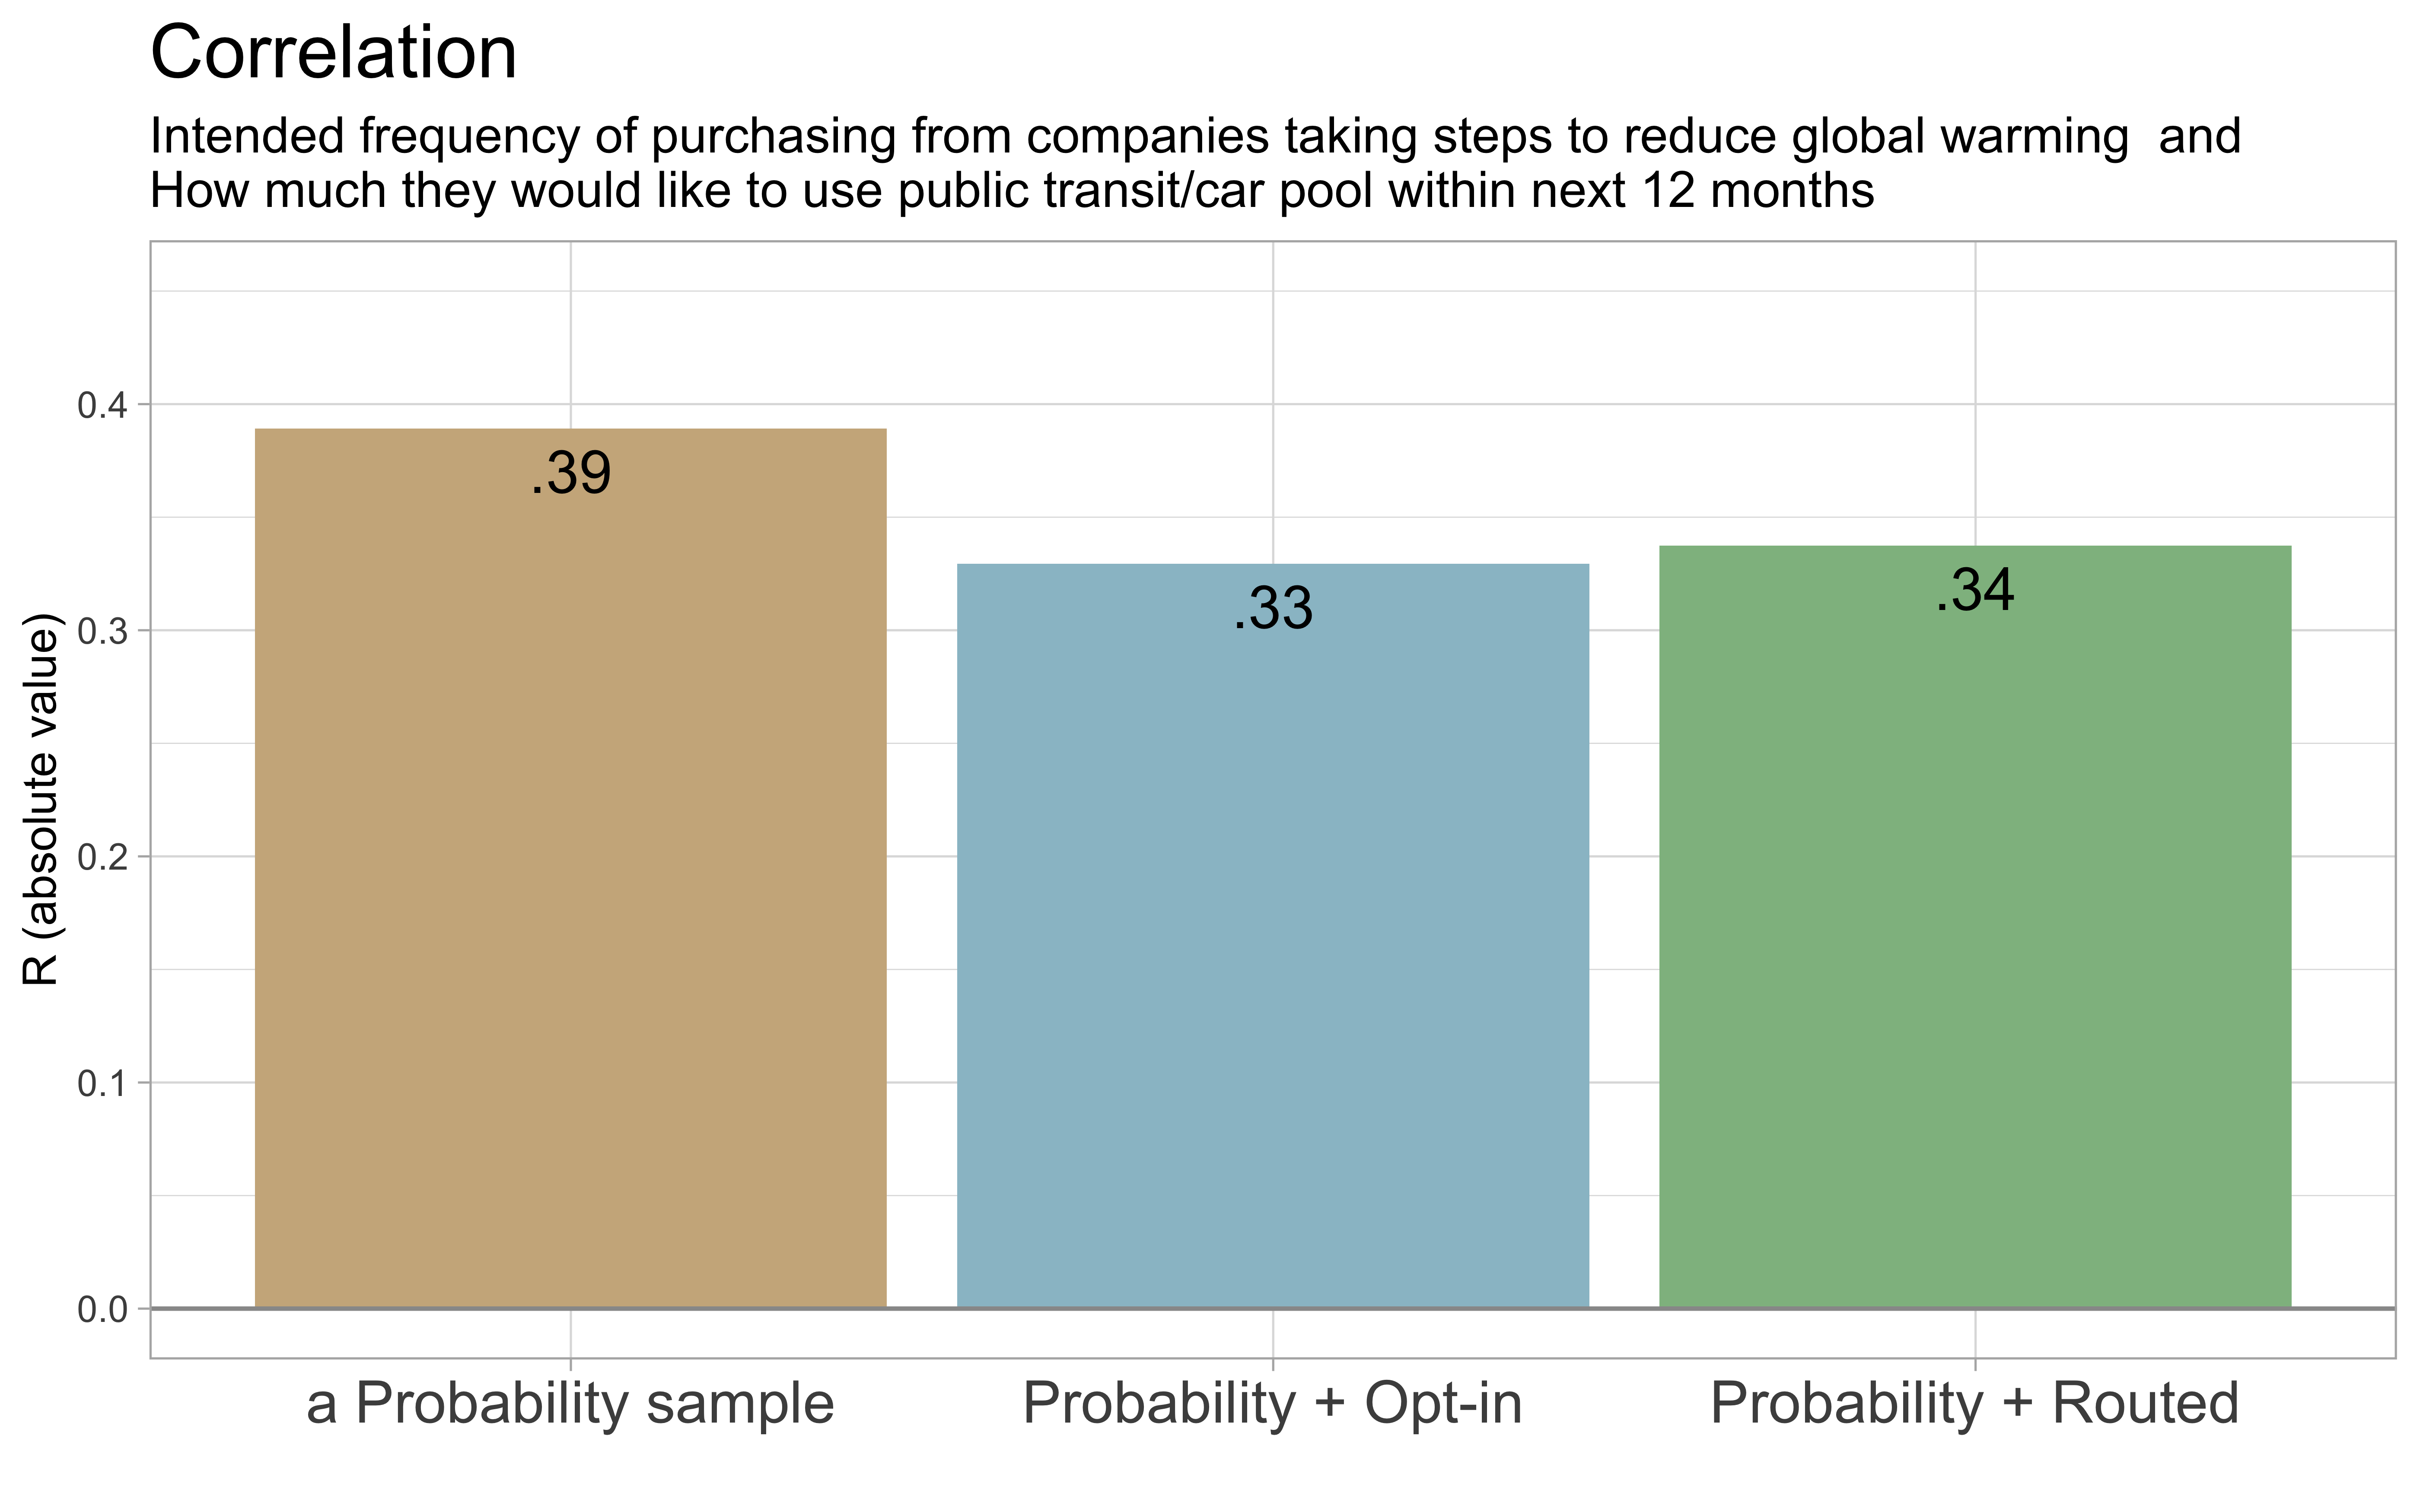 Correlation
Intended frequency of purchasing from companies taking steps to reduce global warming  and
How much they would like to use public transit/car pool within next 12 months
R (absolute value)
0.4
0.3
0.2
0.1
0.0
.39
.33
.34
a Probability sample
Probability + Opt-in
Probability + Routed